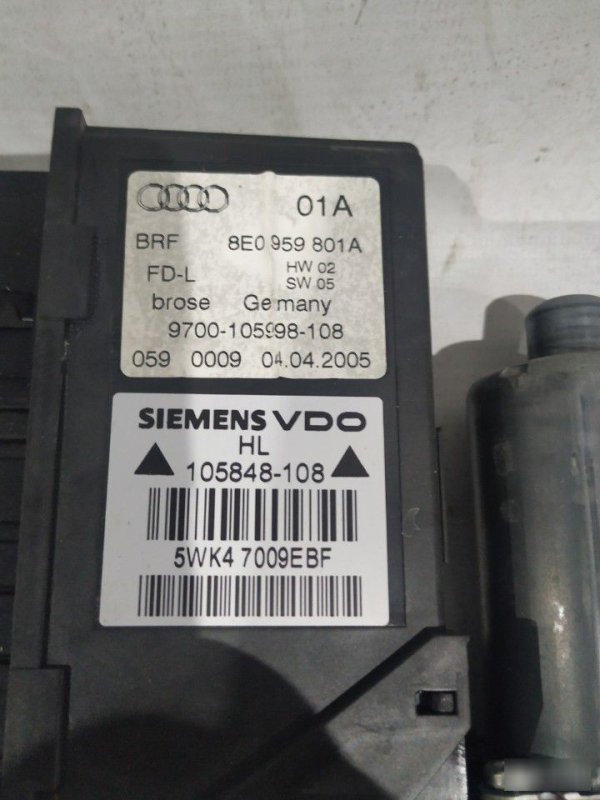 01A
BRF 8E0 959 801A
FD-L HW 02
SW 05
brose Germany
9700-105998-108
059 0009 04.04.2005
SIEMENS VDO
HL
105848-108
5WK4 7009EBF